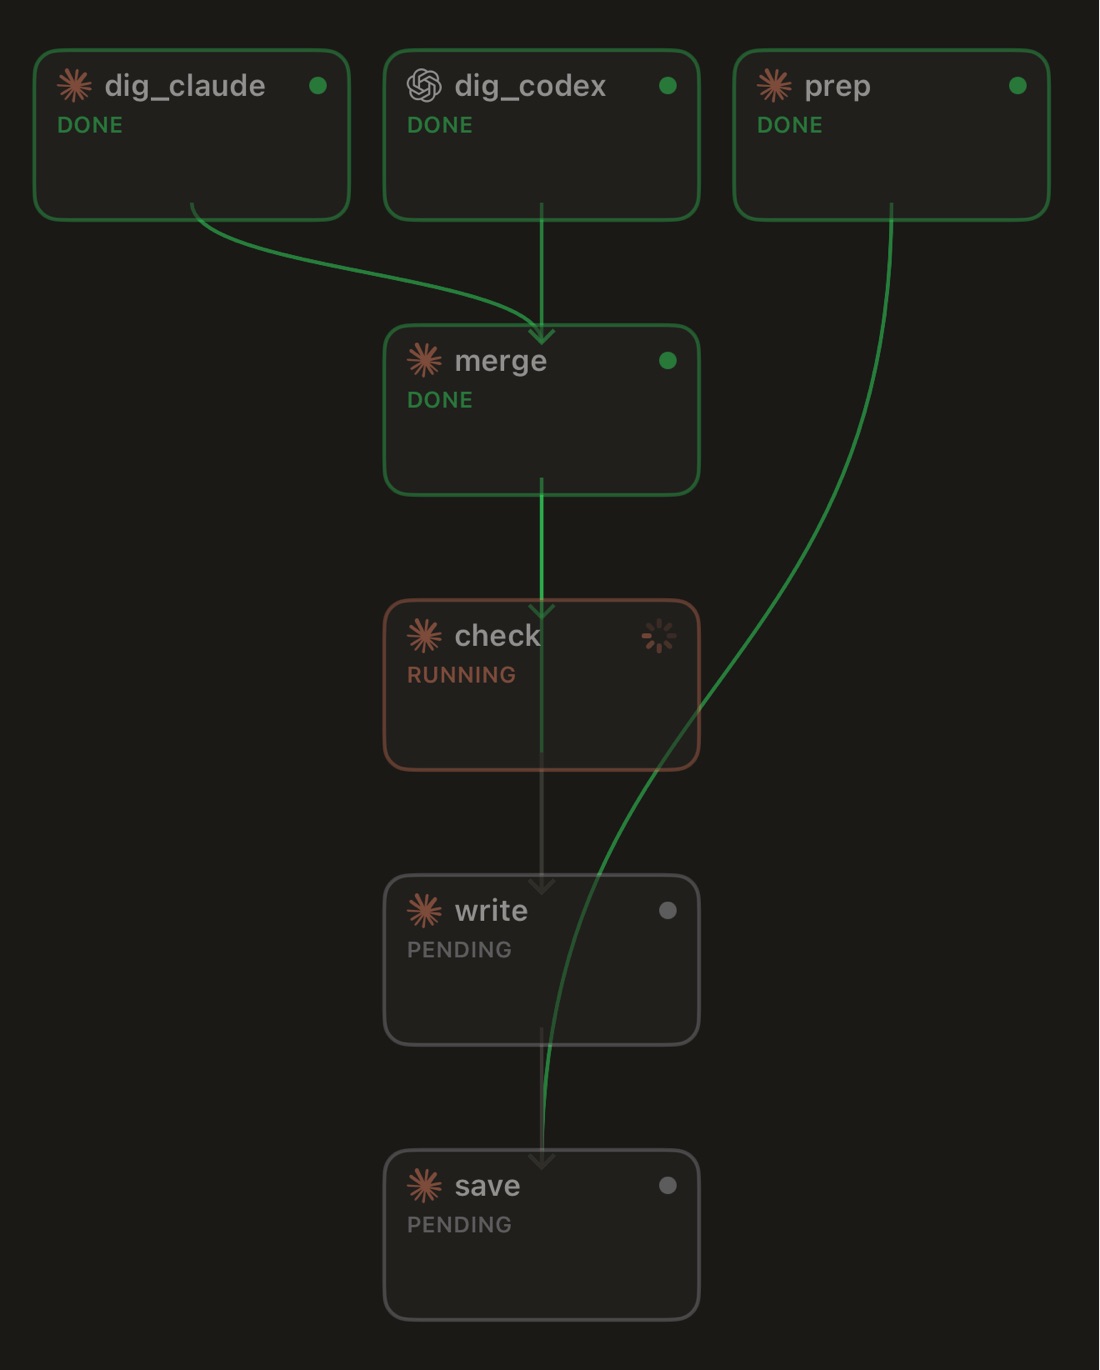 dig_claude
DONE
dig_codex
DONE
prep
DONE
merge
DONE
check
RUNNING
write
PENDING
save
PENDING